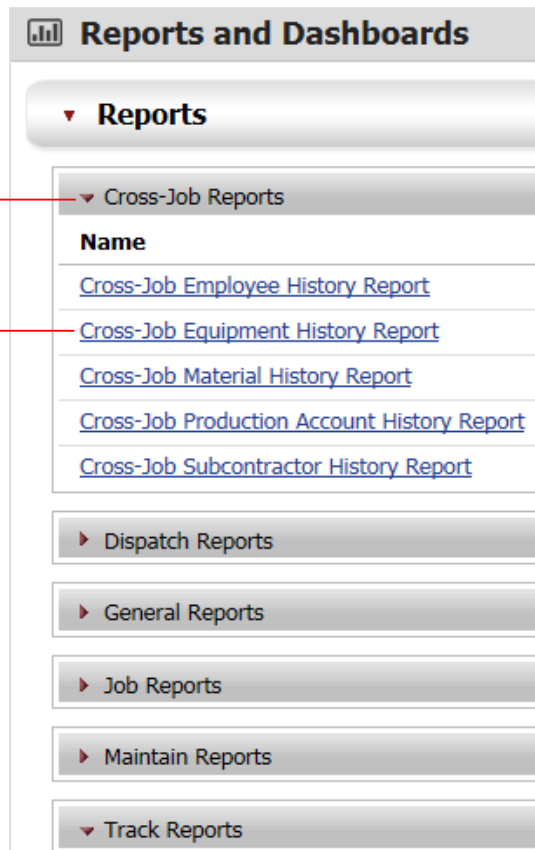 Reports and Dashboards
Reports
Cross-Job Reports
Name
Cross-Job Employee History Report
Cross-Job Equipment History Report
Cross-Job Material History Report
Cross-Job Production Account History Report
Cross-Job Subcontractor History Report
Dispatch Reports
General Reports
Job Reports
Maintain Reports
Track Reports